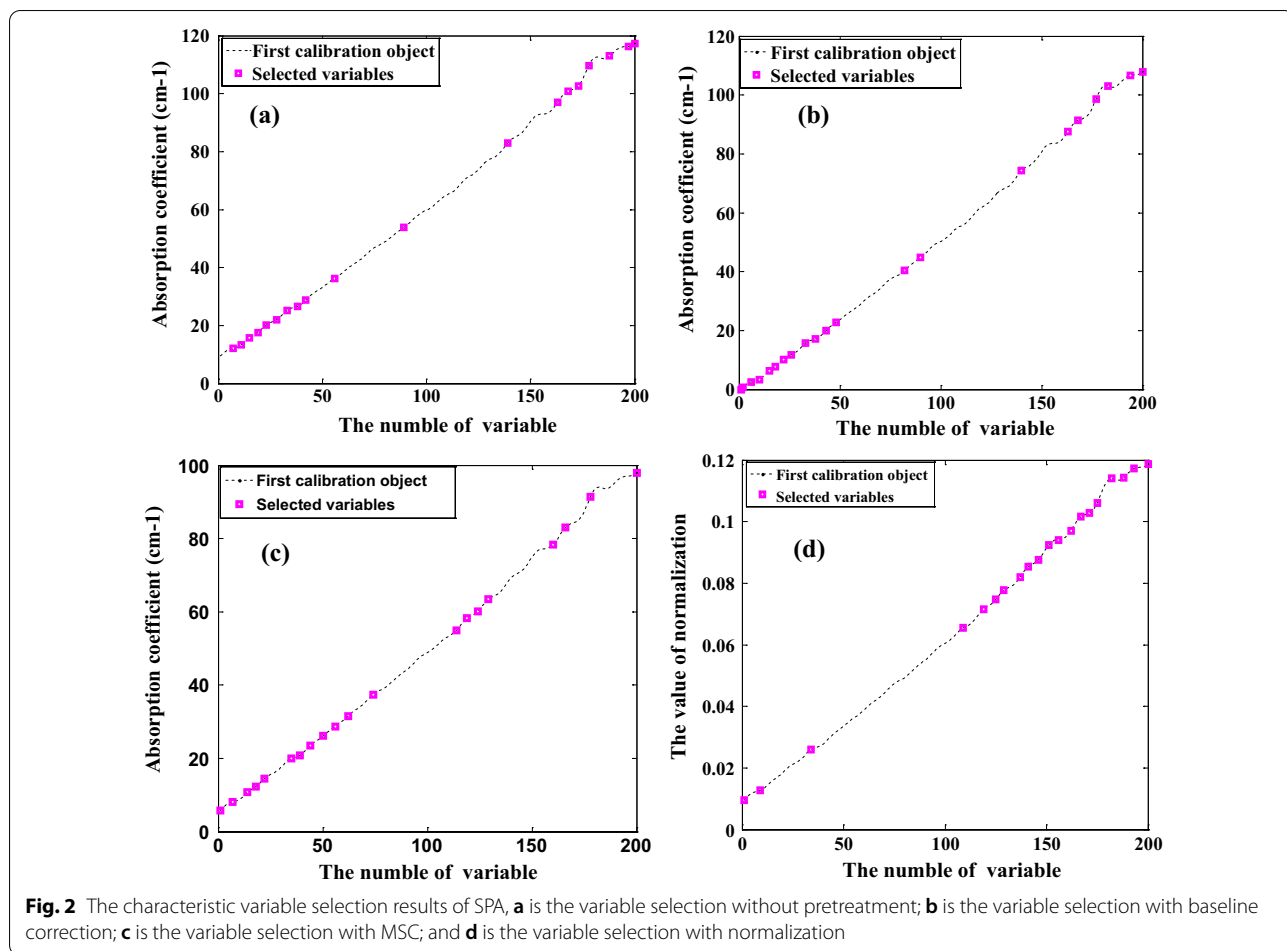 First calibration object
Selected variables
(a)
Absorption coefficient (cm-1)
120
100
80
60
40
20
0
0 50 100 150 200
The numble of variable
First calibration object
Selected variables
(b)
Absorption coefficient (cm-1)
120
100
80
60
40
20
0
0 50 100 150 200
The numble of variable
First calibration object
Selected variables
(c)
Absorption coefficient (cm-1)
100
80
60
40
20
0
0 50 100 150 200
The numble of variable
First calibration object
Selected variables
(d)
The value of normalization
0.12
0.1
0.08
0.06
0.04
0.02
0
0 50 100 150 200
The numble of variable
Fig. 2 The characteristic variable selection results of SPA, a is the variable selection without pretreatment; b is the variable selection with baseline
correction; c is the variable selection with MSC; and d is the variable selection with normalization